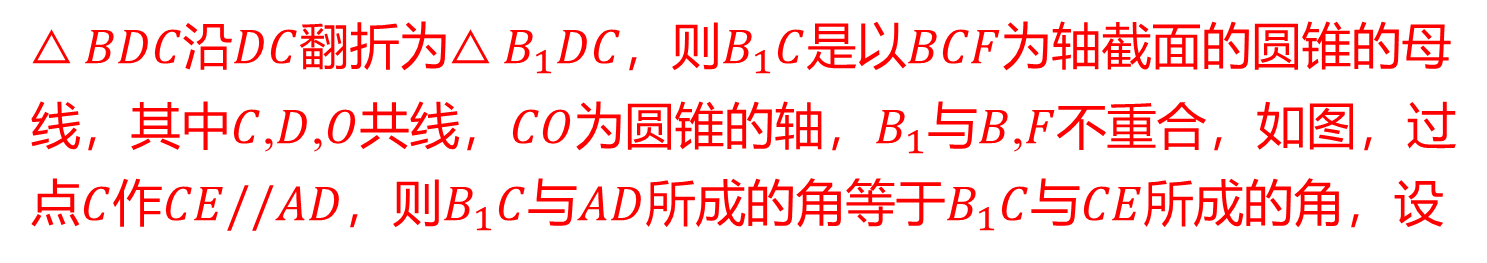 △ BDC沿DC翻折为△ B₁DC，则B₁C是以BCF为轴截面的圆锥的母
线，其中C,D,O共线，CO为圆锥的轴，B₁与B,F不重合，如图，过
点C作CE//AD，则B₁C与AD所成的角等于B₁C与CE所成的角，设